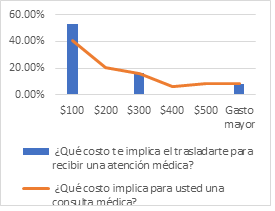 60.00%
40.00%
20.00%
0.00%
$100 $200 $300 $400 $500 Gasto
mayor
¿Qué costo te implica el trasladarte para
recibir una atención médica?
¿Qué costo implica para usted una
consulta médica?